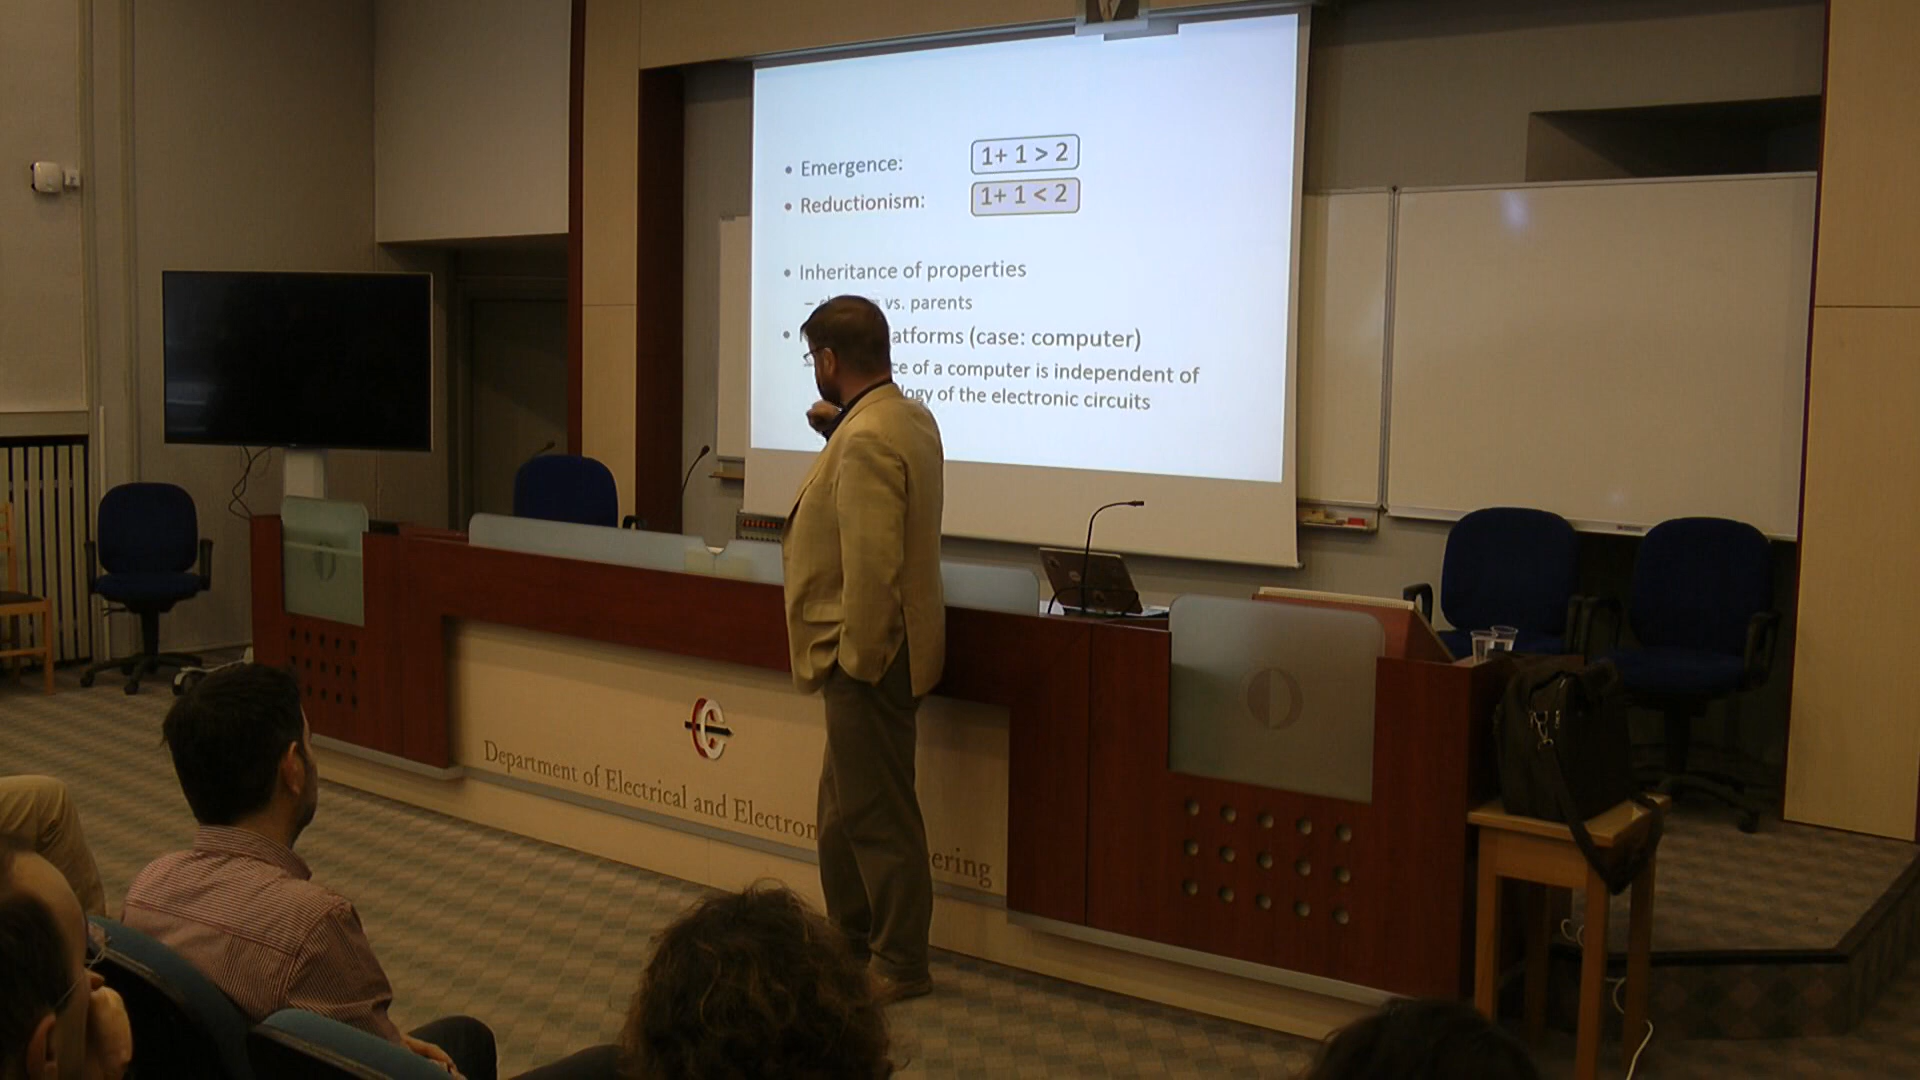 • Emergence: 1+ 1 > 2
• Reductionism: 1+ 1 < 2
• Inheritance of properties
– vs. parents
• atforms (case: computer)
ce of a computer is independent of
logy of the electronic circuits
Department of Electrical and Electron ering